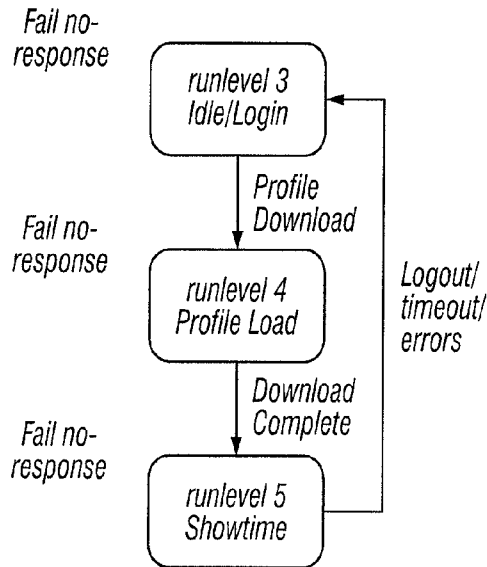 Fail no-
response
runlevel 3
Idle/Login
Profile
Download
Fail no-
response
runlevel 4
Profile Load
Logout/
timeout/
errors
Download
Complete
Fail no-
response
runlevel 5
Showtime